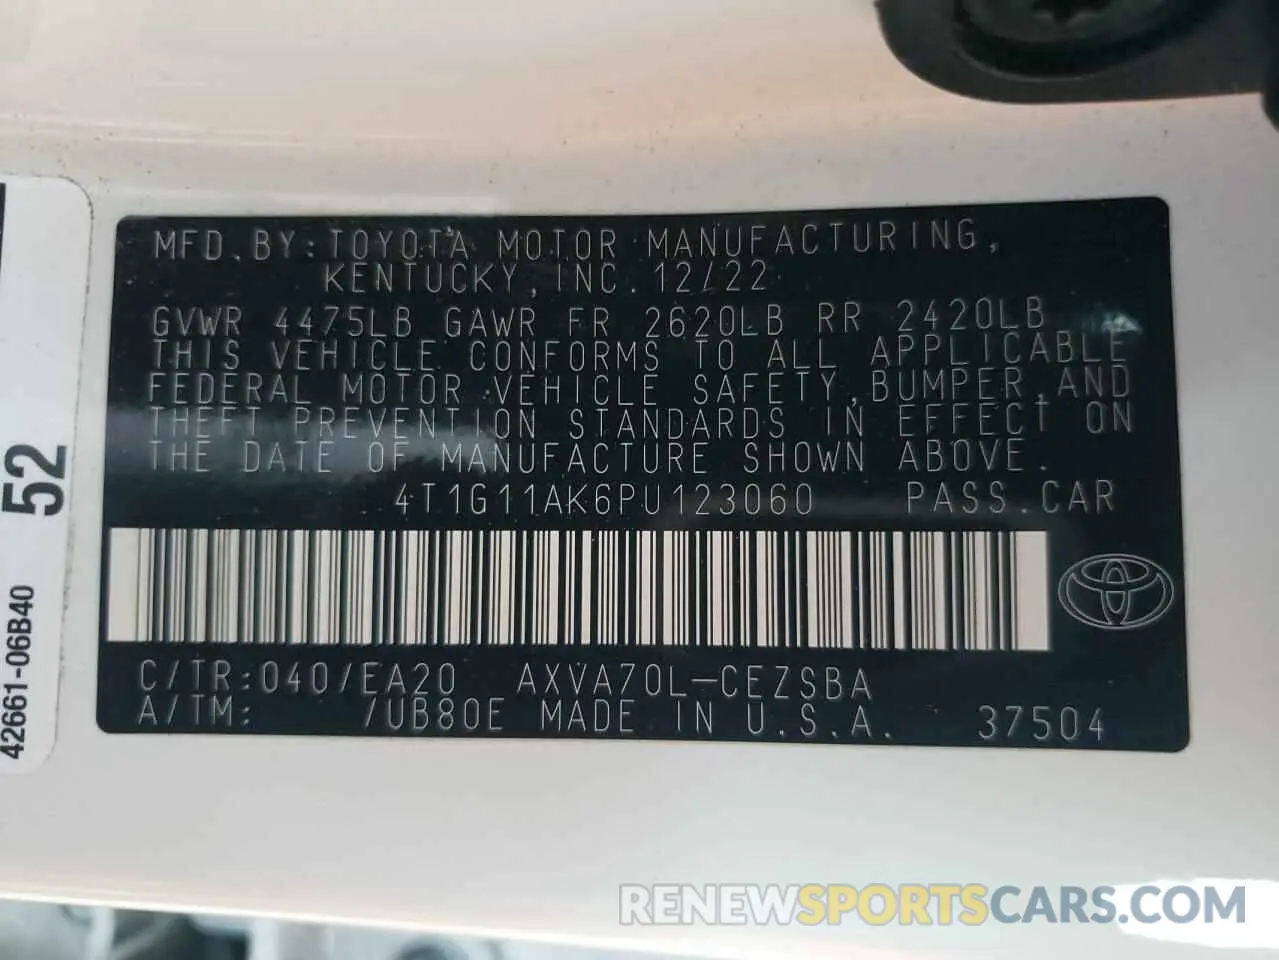 MFD.BY:TOYOTA MOTOR MANUFACTURING,
KENTUCKY,INC.12/22
GVWR 4475LB GAWR FR 2620LB RR 2420LB
THIS VEHICLE CONFORMS TO ALL APPLICABLE
FEDERAL MOTOR VEHICLE SAFETY,BUMPER,AND
THEFT PREVENTION STANDARDS IN EFFECT ON
THE DATE OF MANUFACTURE SHOWN ABOVE.
4T1G11AK6PU123060 PASS.CAR
C/TR:040/EA20 AXVA70L-CEZSBA
A/TM: /UB80E MADE IN U.S.A. 37504
52
42661-06B40
RENEWSPORTSCARS.COM